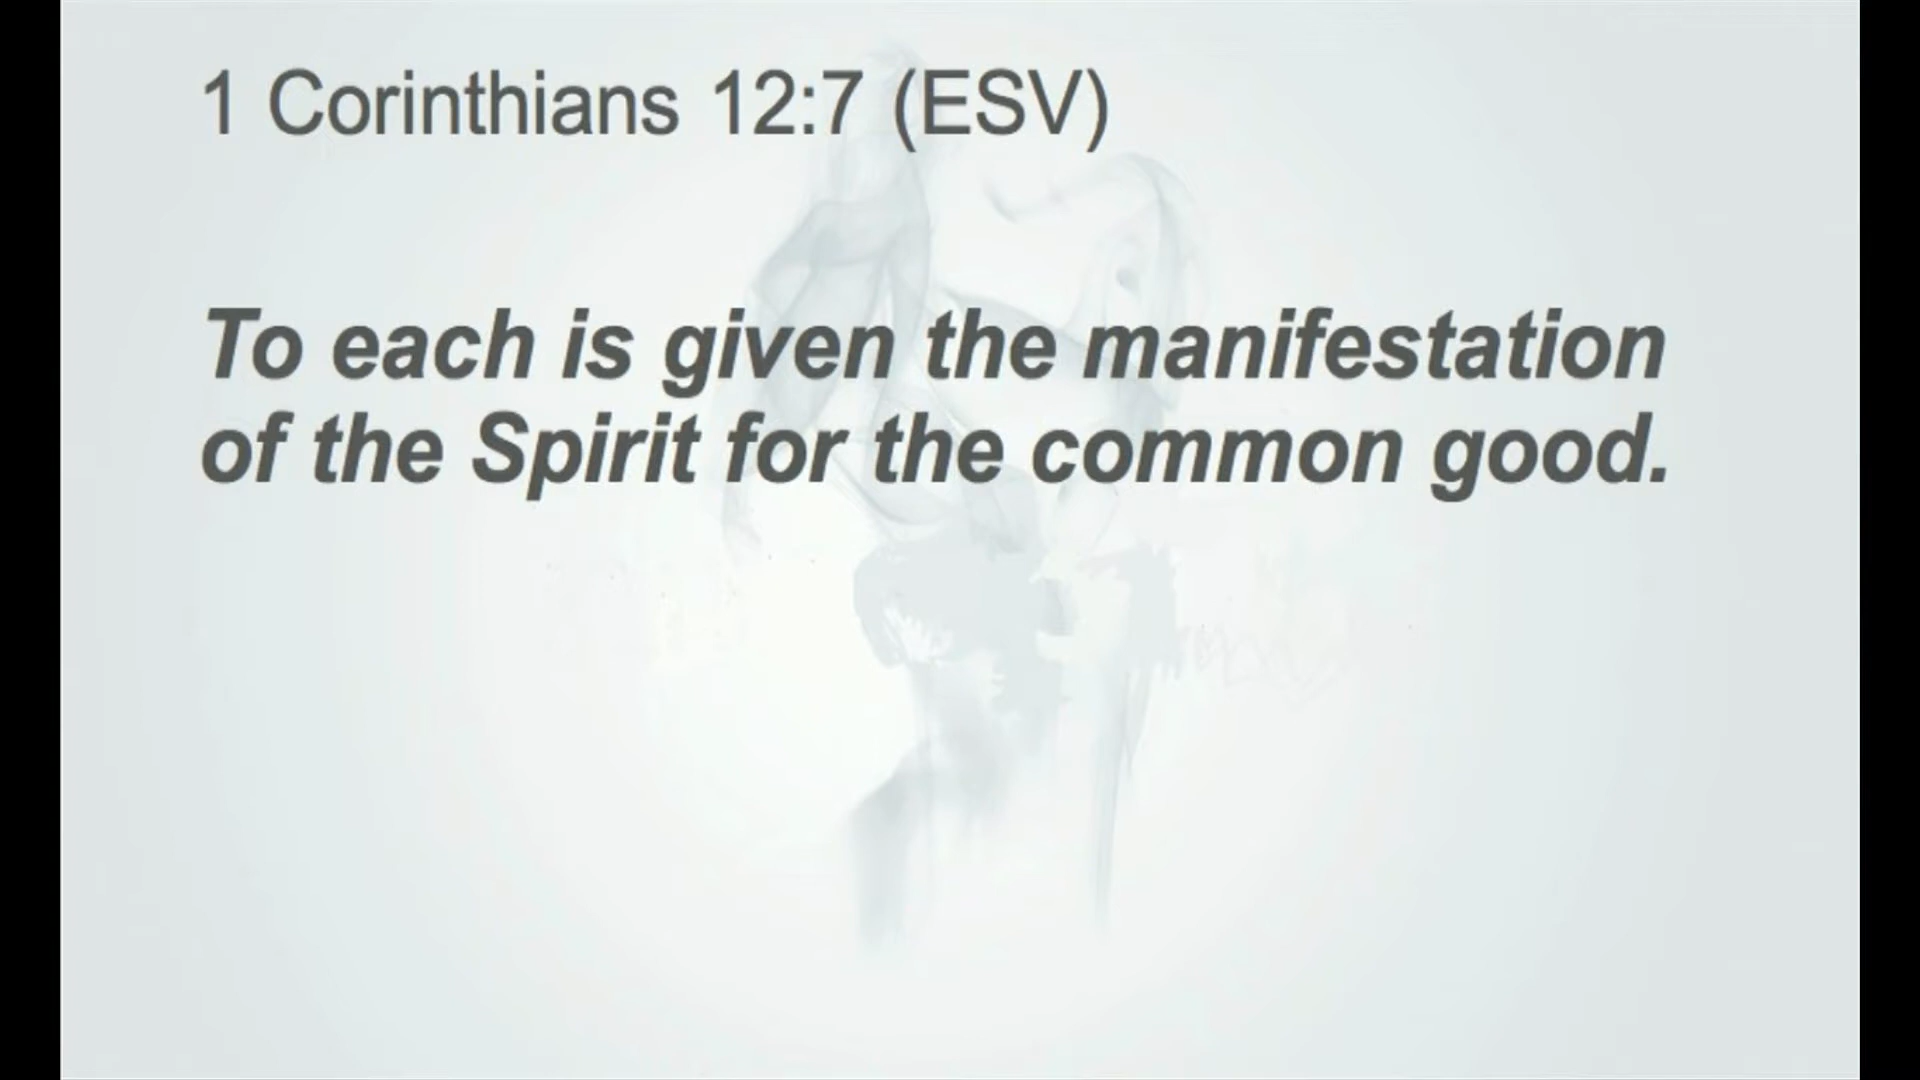 1 Corinthians 12:7 (ESV)
To each is given the manifestation
of the Spirit for the common good.